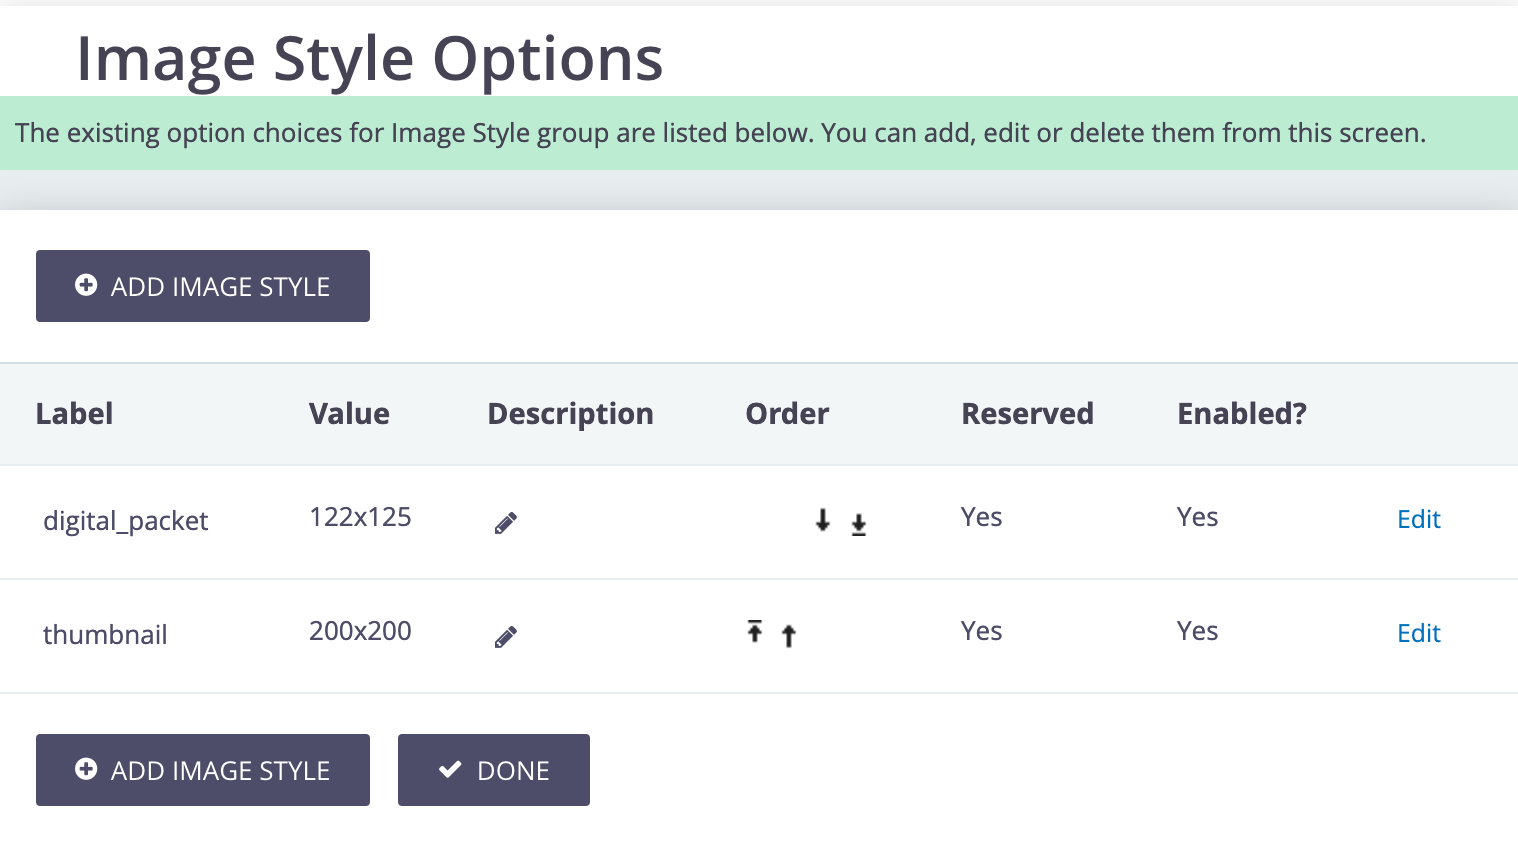 Image Style Options
The existing option choices for Image Style group are listed below. You can add, edit or delete them from this screen.
ADD IMAGE STYLE
Label Value Description Order Reserved Enabled?
digital_packet 122x125 Yes Yes Edit
thumbnail 200x200 Yes Yes Edit
ADD IMAGE STYLE DONE